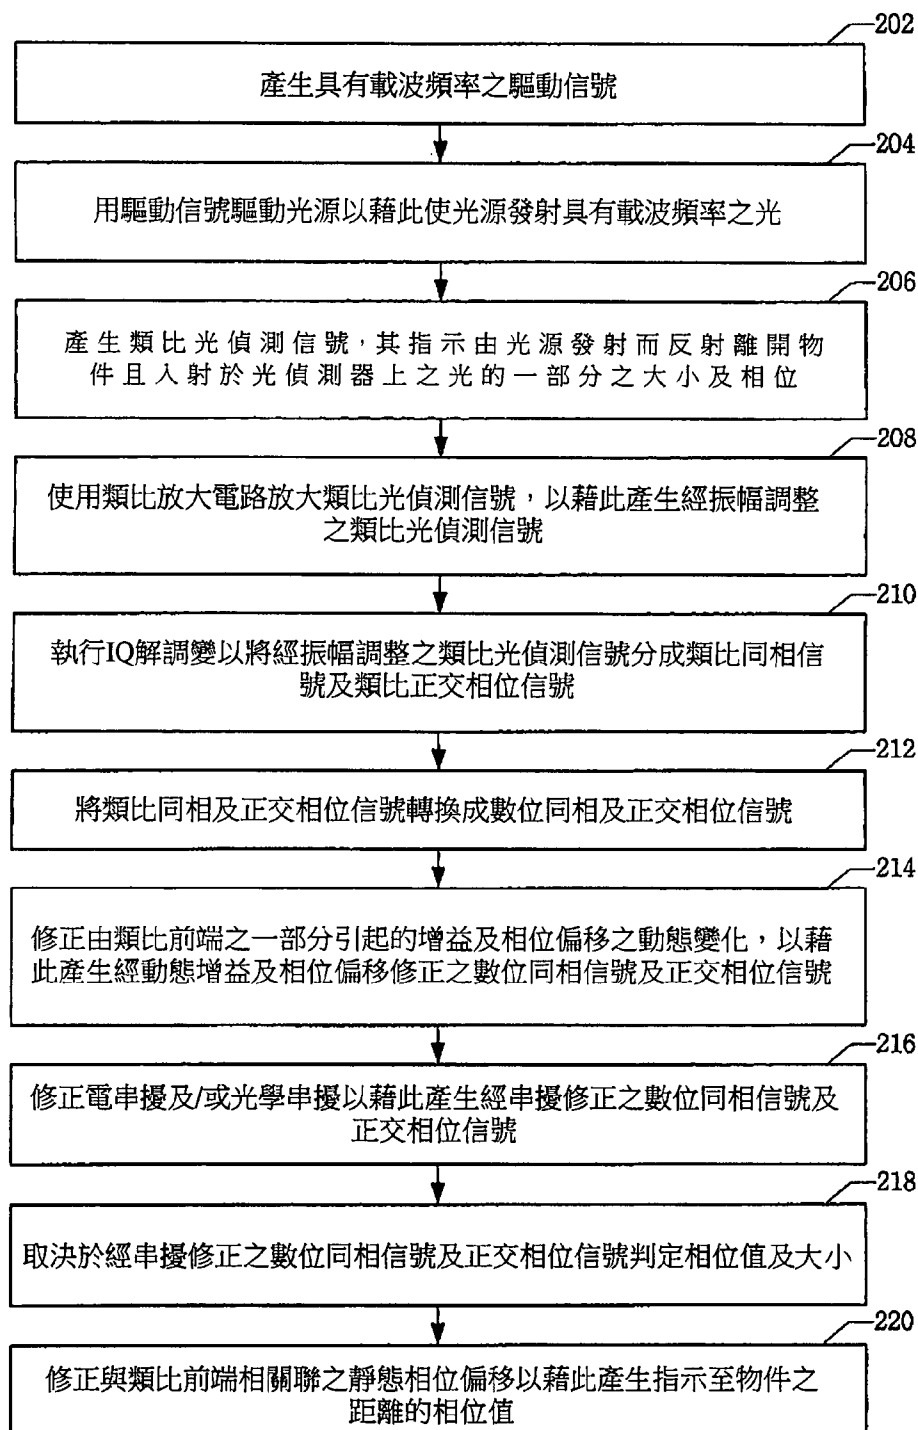 202
產生具有載波頻率之驅動信號
204
用驅動信號驅動光源以藉此使光源發射具有載波頻率之光
206
產生類比光偵測信號,其指示由光源發射而反射離開物
件且入射於光偵測器上之光的一部分之大小及相位
208
使用類比放大電路放大類比光偵測信號,以藉此產生經振幅調整
之類比光偵測信號
210
執行IQ解調變以將經振幅調整之類比光偵測信號分成類比同相信
號及類比正交相位信號
212
將類比同相及正交相位信號轉換成數位同相及正交相位信號
214
修正由類比前端之一部分引起的增益及相位偏移之動態變化,以藉
此產生經動態增益及相位偏移修正之數位同相信號及正交相位信號
216
修正電串擾及/或光學串擾以藉此產生經串擾修正之數位同相信號及
正交相位信號
218
取決於經串擾修正之數位同相信號及正交相位信號判定相位值及大小
220
修正與類比前端相關聯之靜態相位偏移以藉此產生指示至物件之
距離的相位值